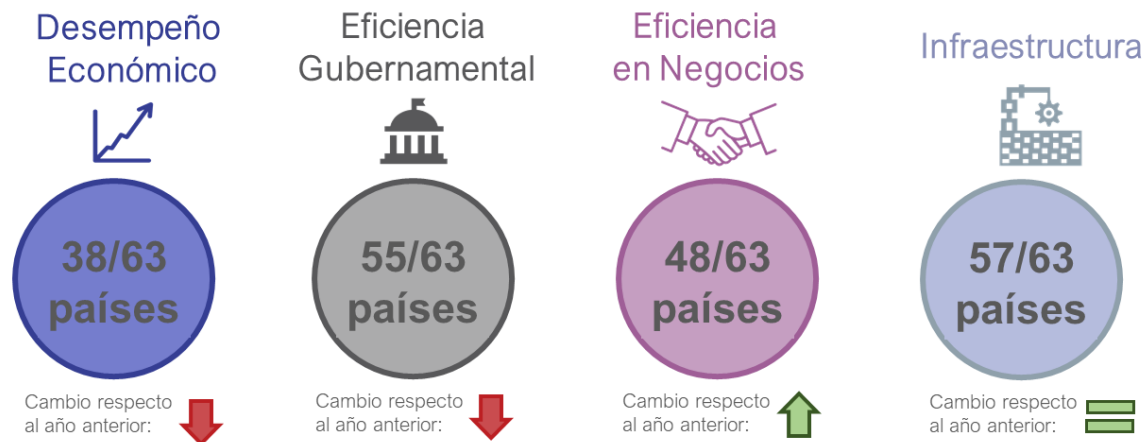 Desempeño
Económico
38/63
países
Cambio respecto
al año anterior:
Eficiencia
Gubernamental
55/63
países
Cambio respecto
al año anterior:
Eficiencia
en Negocios
48/63
países
Cambio respecto
al año anterior:
Infraestructura
57/63
países
Cambio respecto
al año anterior: